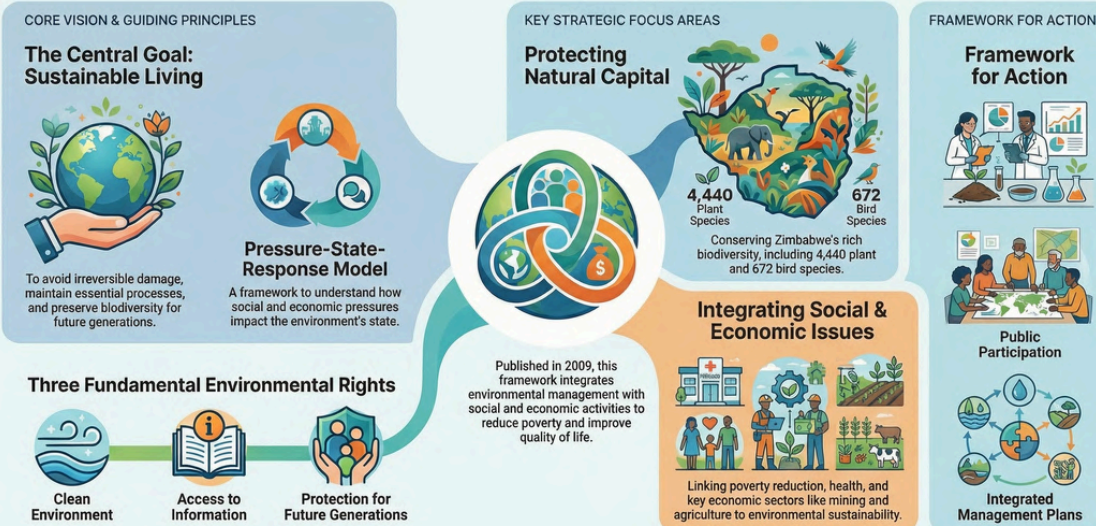 CORE VISION & GUIDING PRINCIPLES
The Central Goal:
Sustainable Living
To avoid irreversible damage,
maintain essential processes,
and preserve biodiversity for
future generations.
Pressure-State-
Response Model
A framework to understand how
social and economic pressures
impact the environment's state.
Three Fundamental Environmental Rights
Clean
Environment
Access to
Information
Protection for
Future Generations
Published in 2009, this
framework integrates
environmental management with
social and economic activities to
reduce poverty and improve
quality of life.
KEY STRATEGIC FOCUS AREAS
Protecting
Natural Capital
4,440
Plant
Species
672
Bird
Species
Conserving Zimbabwe's rich
biodiversity, including 4,440 plant
and 672 bird species.
Integrating Social &
Economic Issues
Linking poverty reduction, health, and
key economic sectors like mining and
agriculture to environmental sustainability.
FRAMEWORK FOR ACTION
Framework
for Action
Public
Participation
Integrated
Management Plans